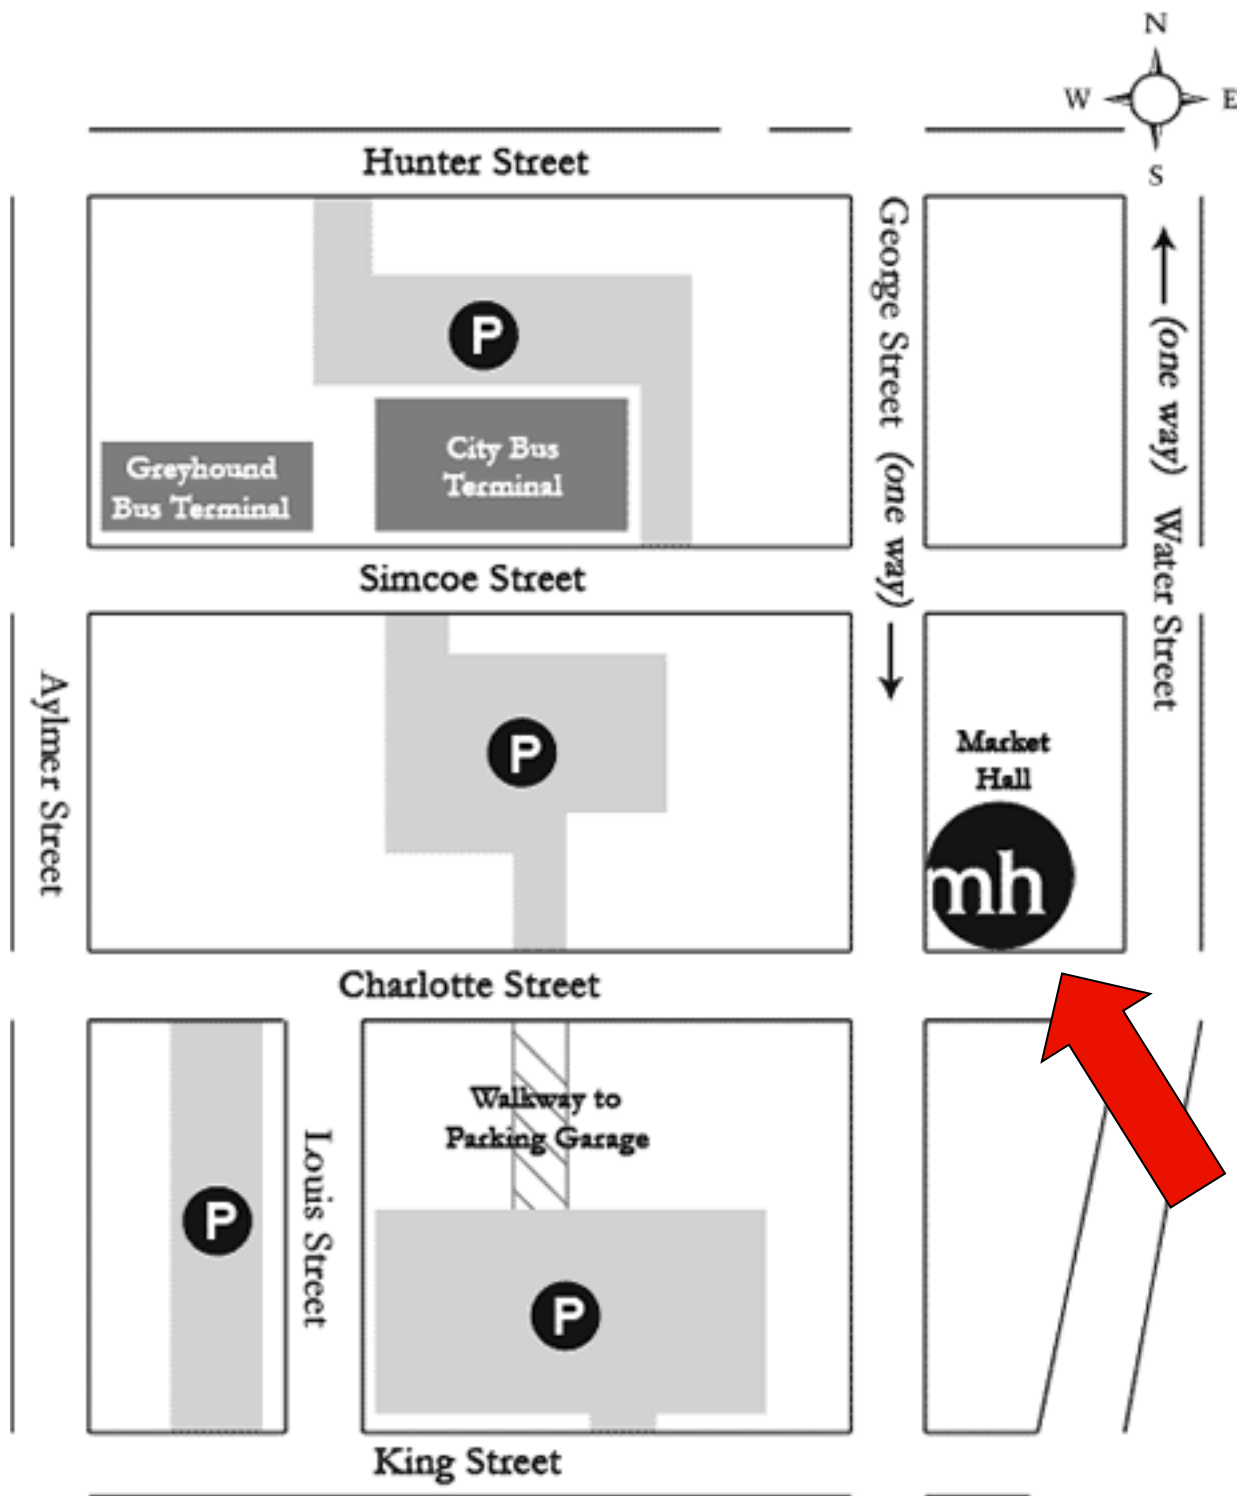 N
W
E
S
Hunter Street
George Street (one way)
(one way) Water Street
P
City Bus
Terminal
Greyhound
Bus Terminal
Simcoe Street
Aylmer Street
P
Market
Hall
mh
Charlotte Street
Walkway to
Parking Garage
Louis Street
P
P
King Street